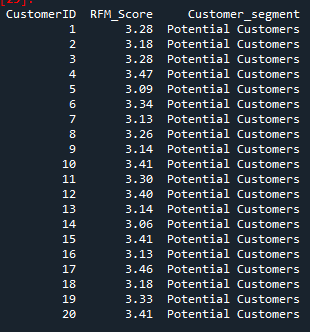 [25]:
CustomerID RFM_Score Customer_segment
1 3.28 Potential Customers
2 3.18 Potential Customers
3 3.28 Potential Customers
4 3.47 Potential Customers
5 3.09 Potential Customers
6 3.34 Potential Customers
7 3.13 Potential Customers
8 3.26 Potential Customers
9 3.14 Potential Customers
10 3.41 Potential Customers
11 3.30 Potential Customers
12 3.40 Potential Customers
13 3.14 Potential Customers
14 3.06 Potential Customers
15 3.41 Potential Customers
16 3.13 Potential Customers
17 3.46 Potential Customers
18 3.18 Potential Customers
19 3.33 Potential Customers
20 3.41 Potential Customers